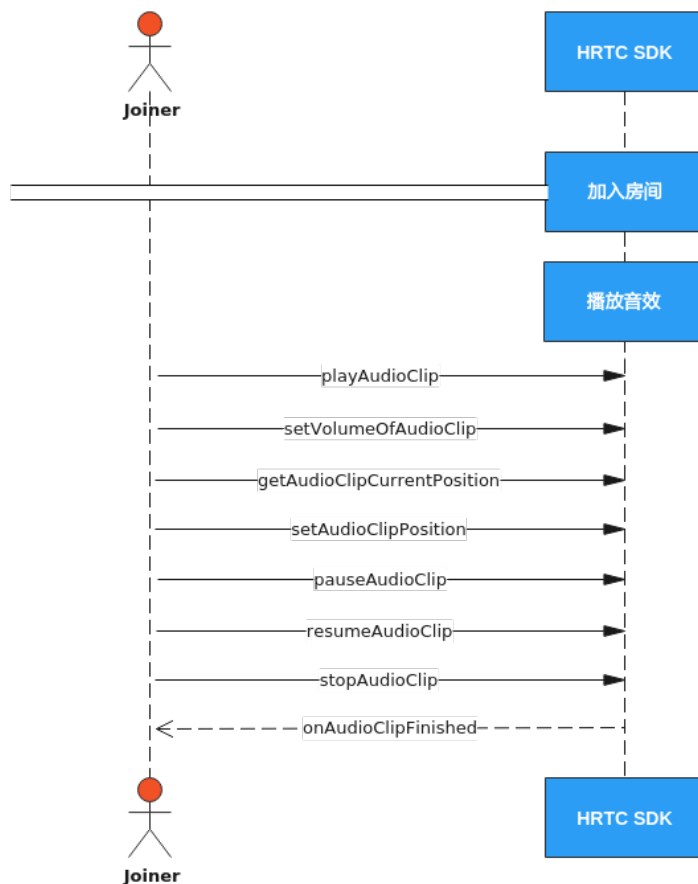 Joiner
HRTC SDK
加入房间
播放音效
playAudioClip
setVolumeOfAudioClip
getAudioClipCurrentPosition
setAudioClipPosition
pauseAudioClip
resumeAudioClip
stopAudioClip
onAudioClipFinished
Joiner
HRTC SDK